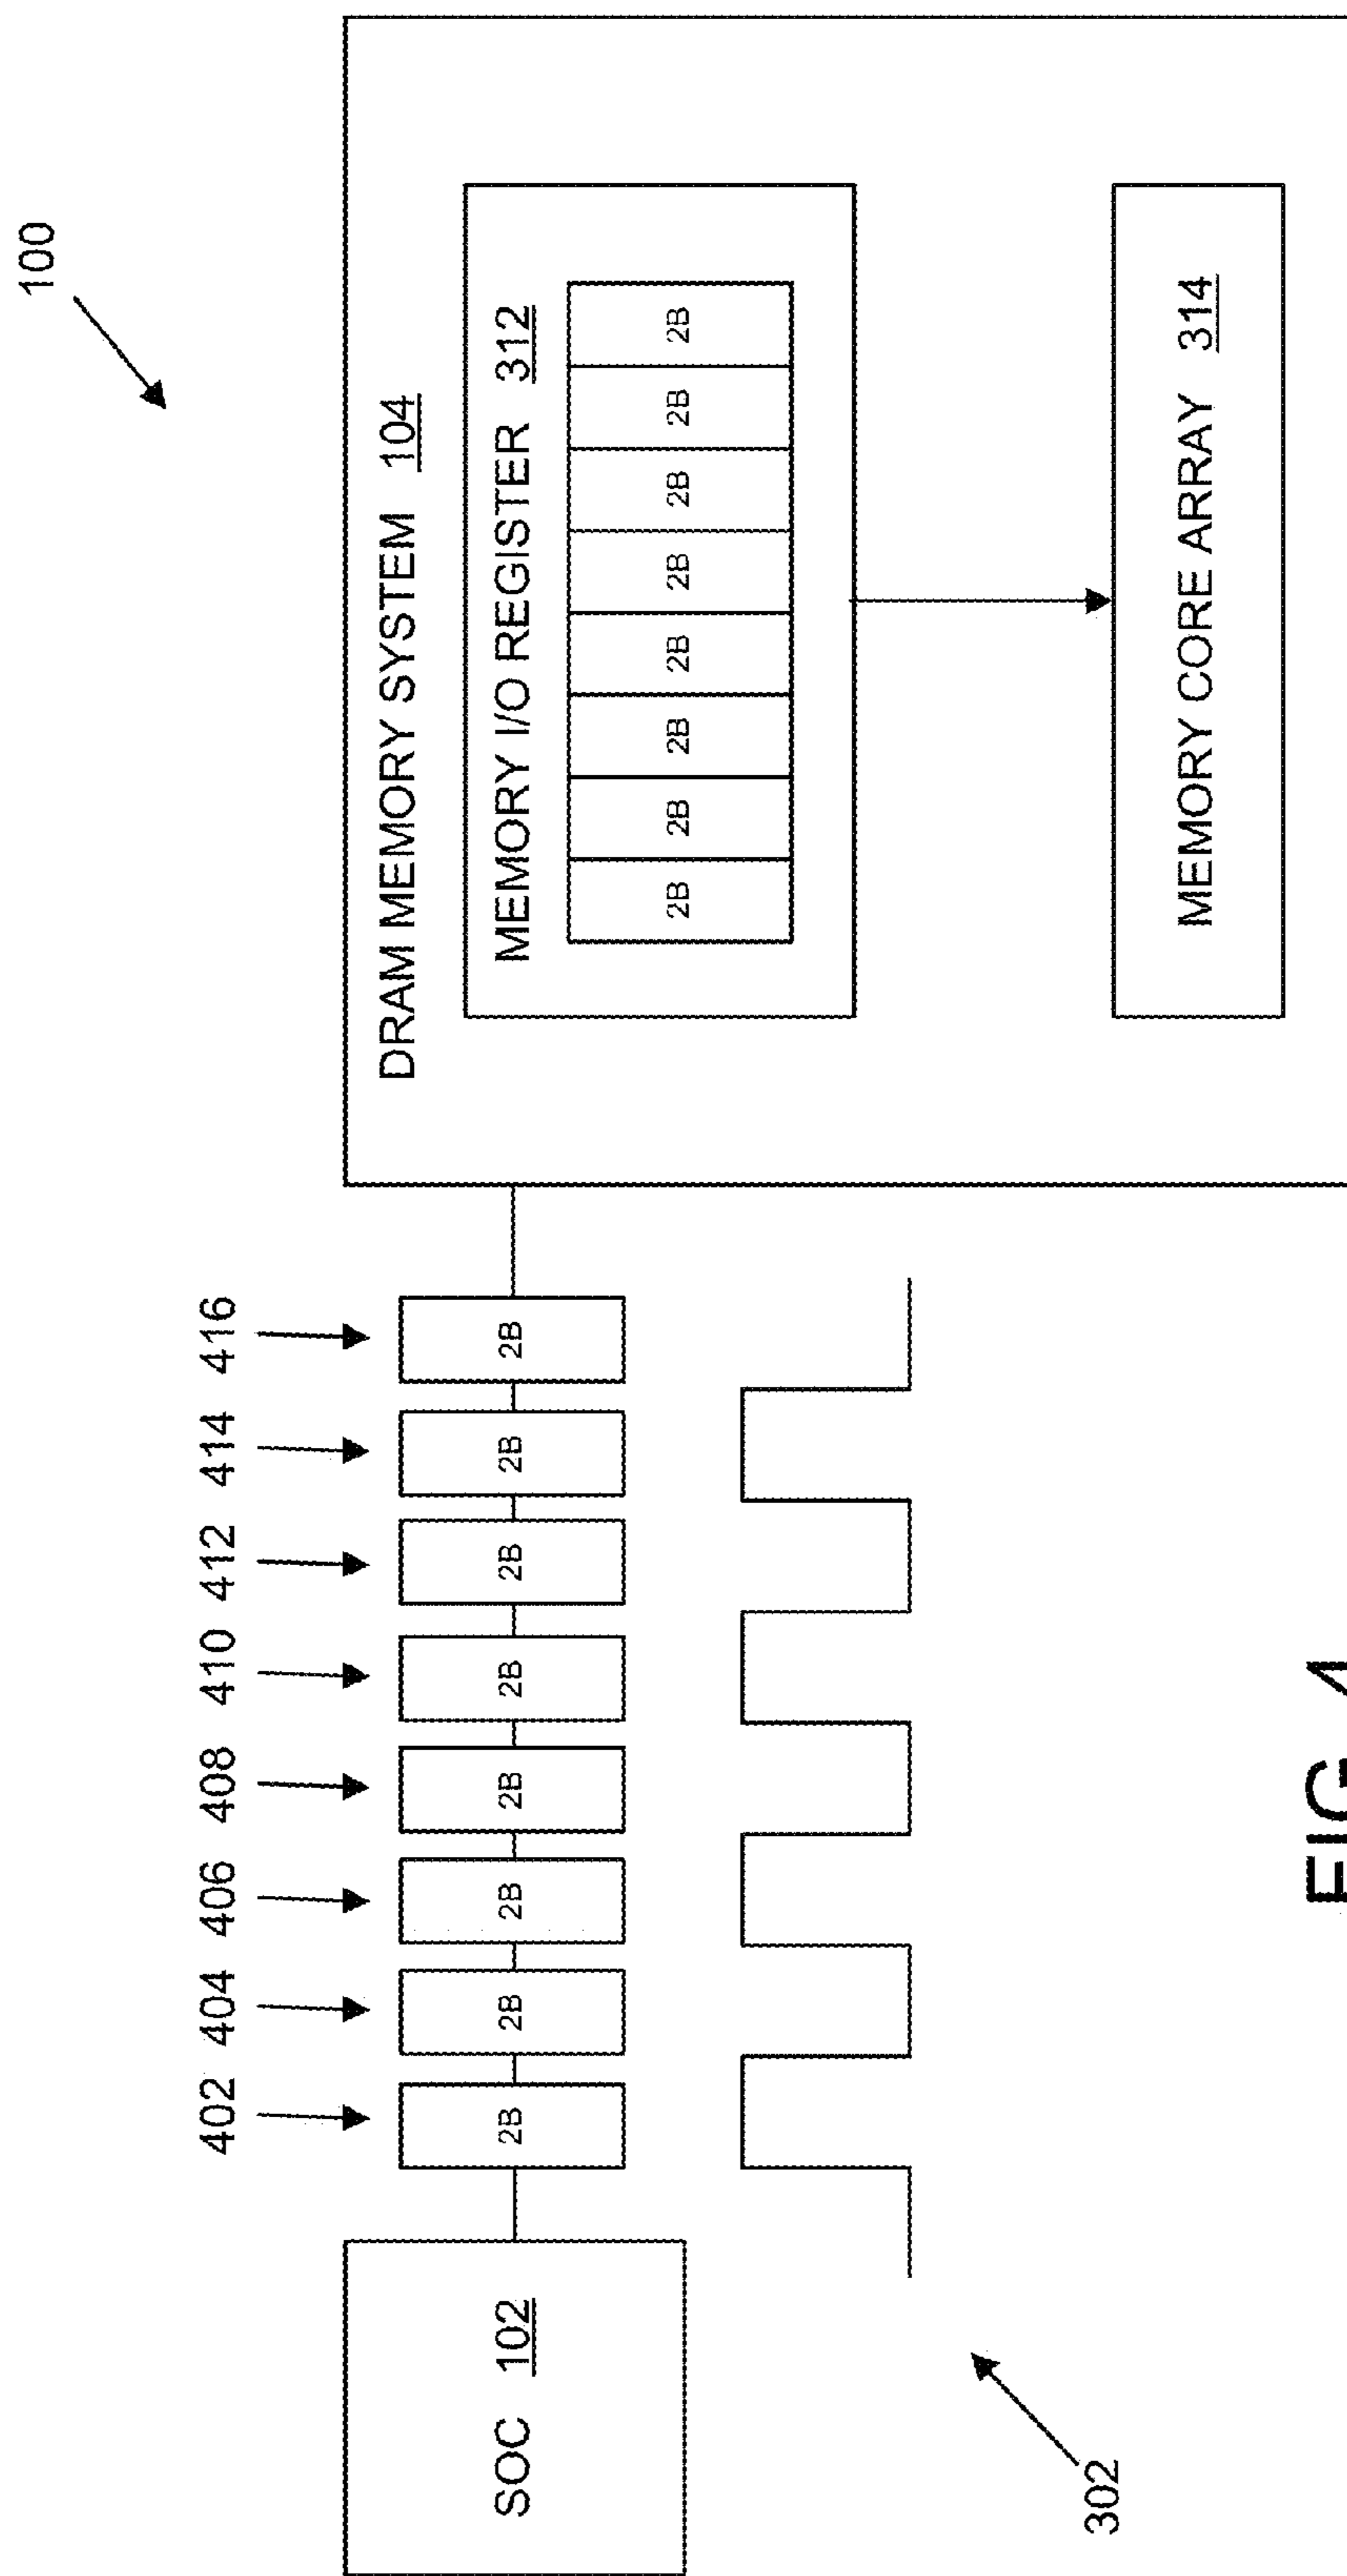 100
DRAM MEMORY SYSTEM 104
MEMORY I/O REGISTER 312
2B 2B 2B 2B 2B 2B 2B 2B
MEMORY CORE ARRAY 314
402 404 406 408 410 412 414 416
2B 2B 2B 2B 2B 2B 2B 2B
SOC 102
302
FIG. 4